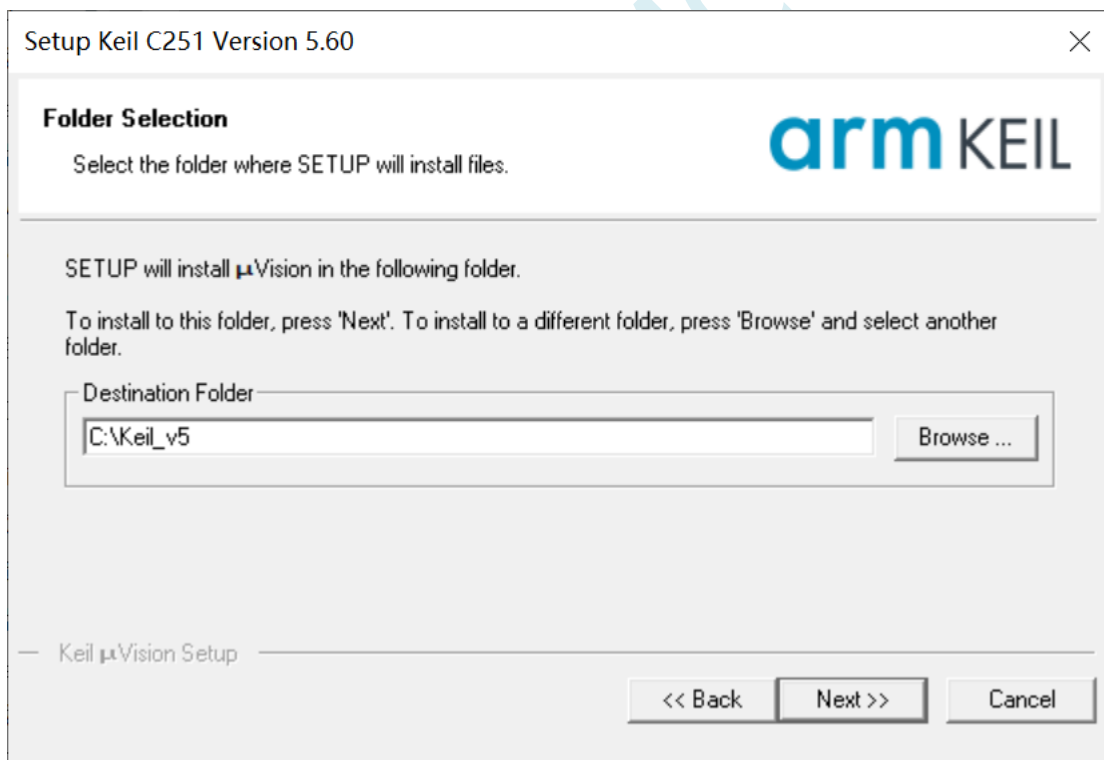 Setup Keil C251 Version 5.60
Folder Selection
Select the folder where SETUP will install files.
arm KEIL
SETUP will install µVision in the following folder.
To install to this folder, press 'Next'. To install to a different folder, press 'Browse' and select another
folder.
Destination Folder
C:\Keil_v5
Browse ...
Keil µVision Setup
<< Back
Next >>
Cancel